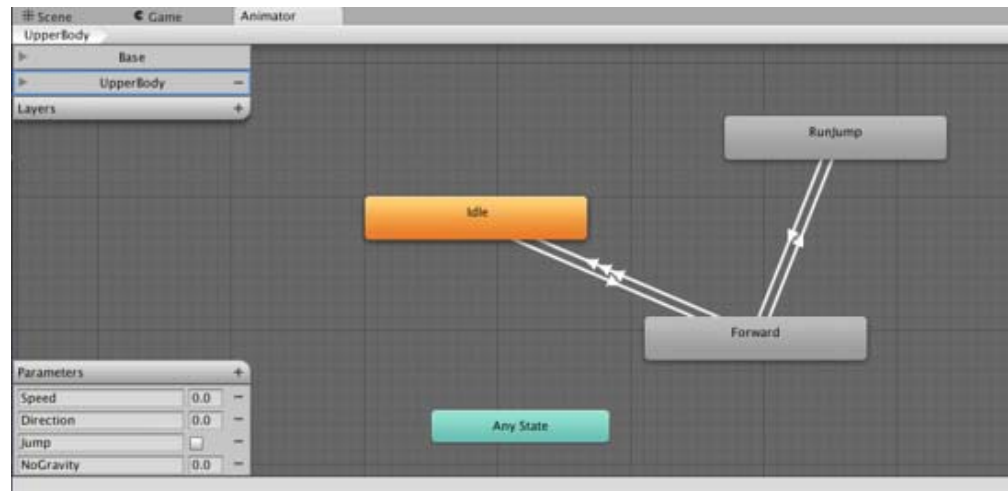 Scene Game Animator
UpperBody
Base
UpperBody
Layers
RunJump
Idle
Forward
Any State
Parameters
Speed 0.0
Direction 0.0
Jump
NoGravity 0.0